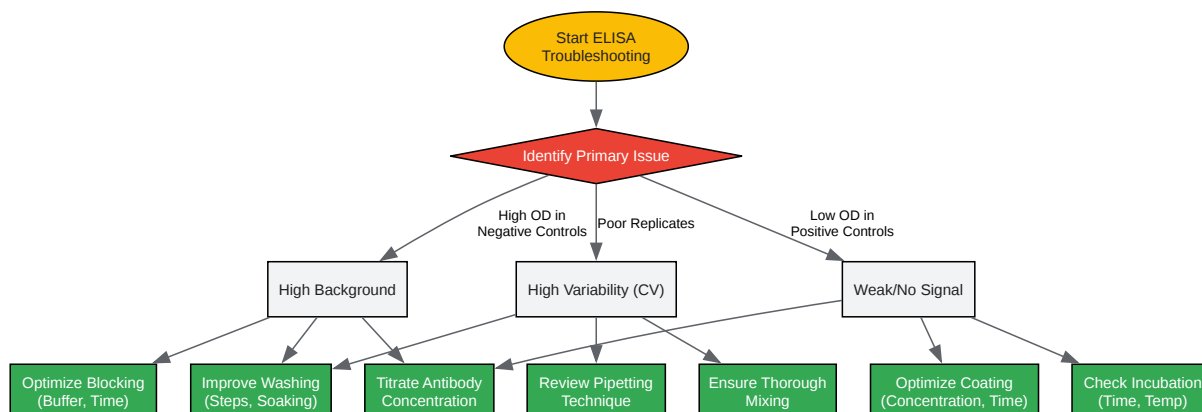 Start ELISA
Troubleshooting
Identify Primary Issue
High OD in
Negative Controls
Poor Replicates
Low OD in
Positive Controls
High Background
High Variability (CV)
Weak/No Signal
Optimize Blocking
(Buffer, Time)
Improve Washing
(Steps, Soaking)
Titrate Antibody
Concentration
Review Pipetting
Technique
Ensure Thorough
Mixing
Optimize Coating
(Concentration, Time)
Check Incubation
(Time, Temp)